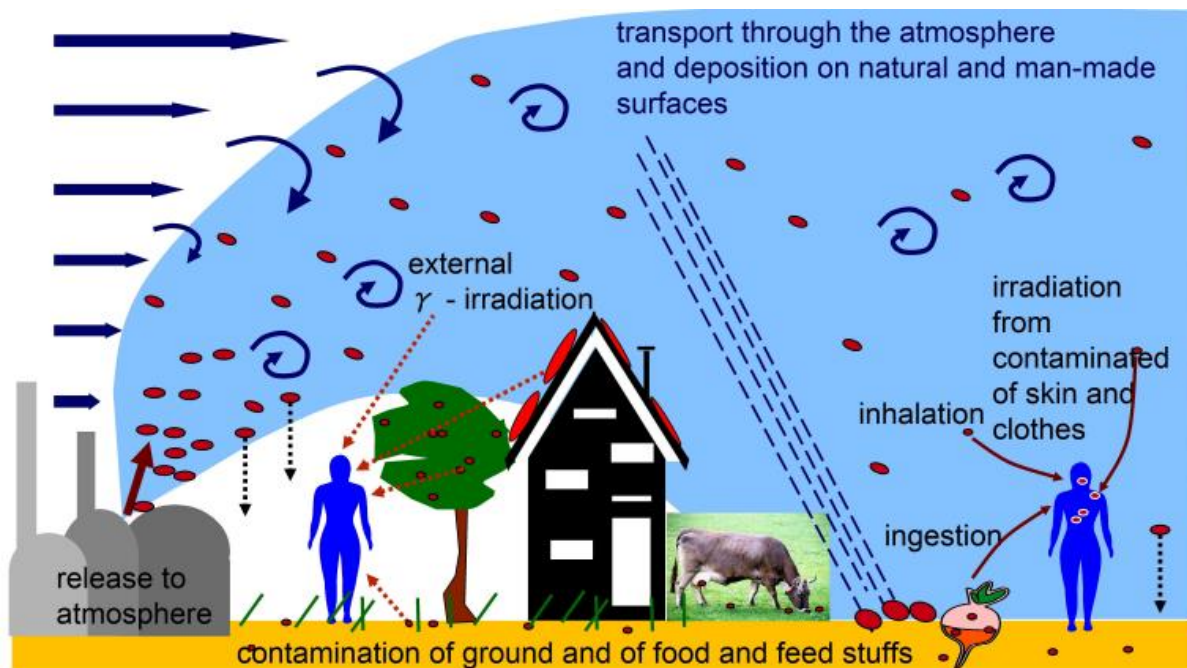 transport through the atmosphere
and deposition on natural and man-made
surfaces
external
γ - irradiation
irradiation
from
contaminated
of skin and
clothes
inhalation
ingestion
release to
atmosphere
contamination of ground and of food and feed stuffs